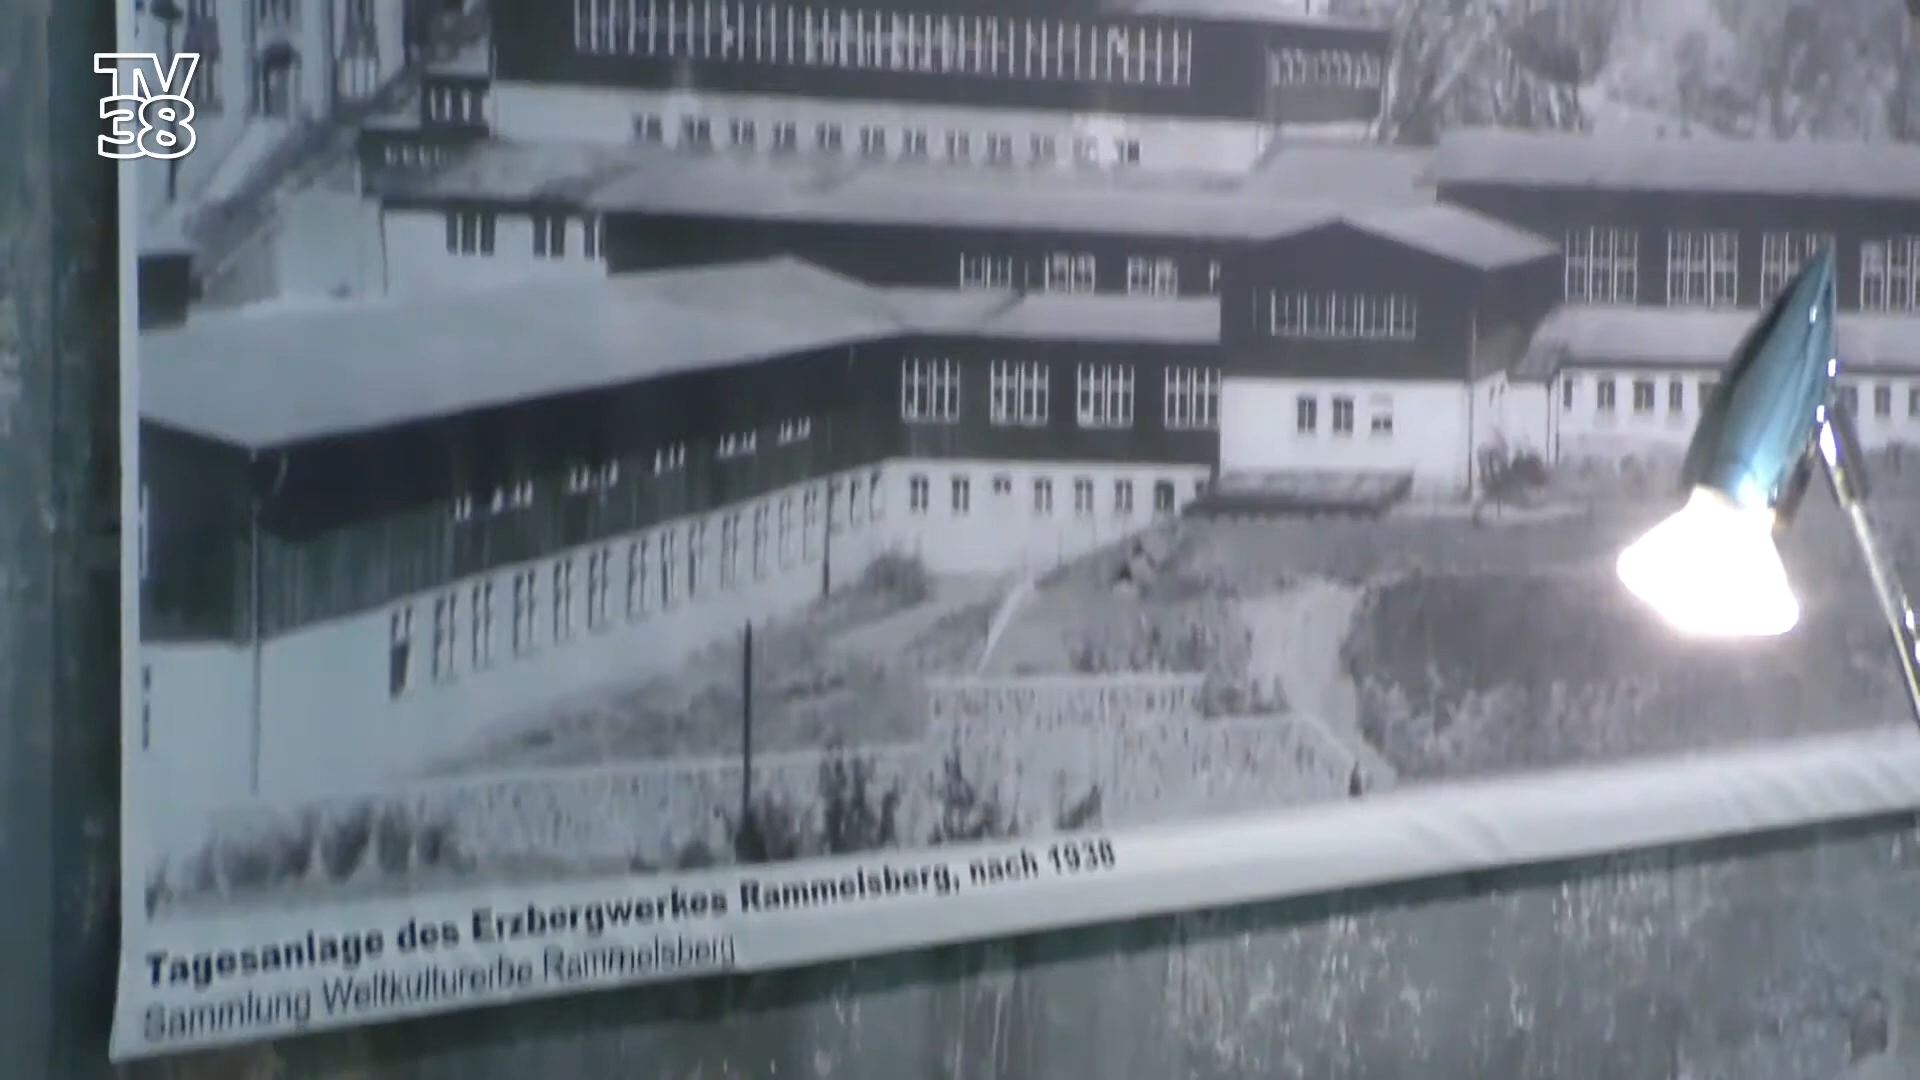 TV
38
Tagesanlage des Erzbergwerkes Rammelsberg, nach 1938
Sammlung Weltkulturerbe Rammelsberg